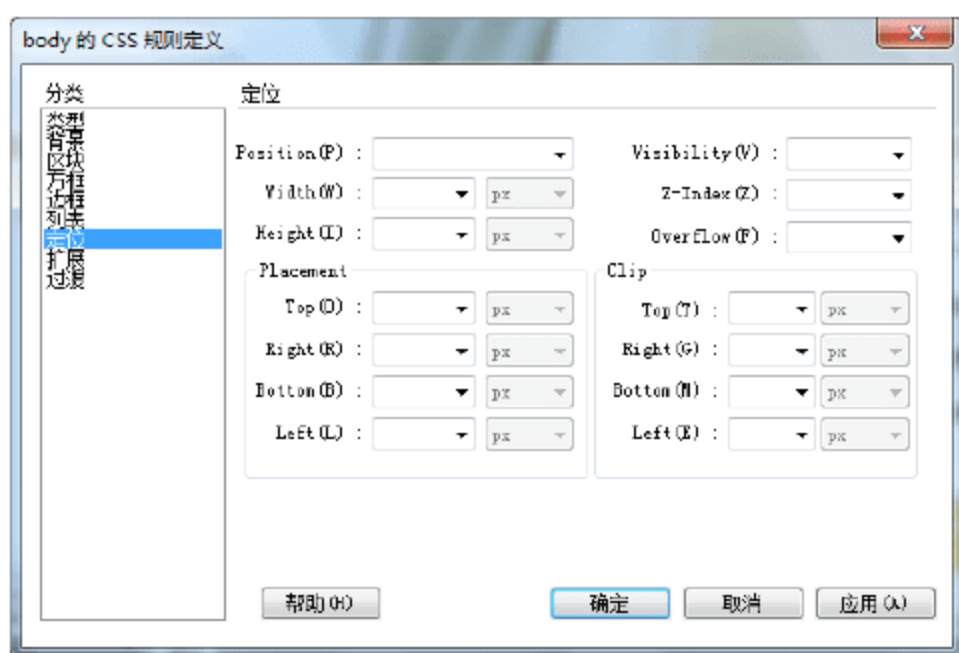 body 的 CSS 规则定义
分类
类型
背景
区块
方框
边框
列表
定位
扩展
过渡
定位
Position(P) :
Visibility(V) :
Width(W) : px
Z-Index(Z) :
Height(I) : px
Overflow(F) :
Placement
Top(O) : px
Right(R) : px
Bottom(B) : px
Left(L) : px
Clip
Top(T) : px
Right(G) : px
Bottom(M) : px
Left(E) : px
帮助(H)
确定
取消
应用(A)